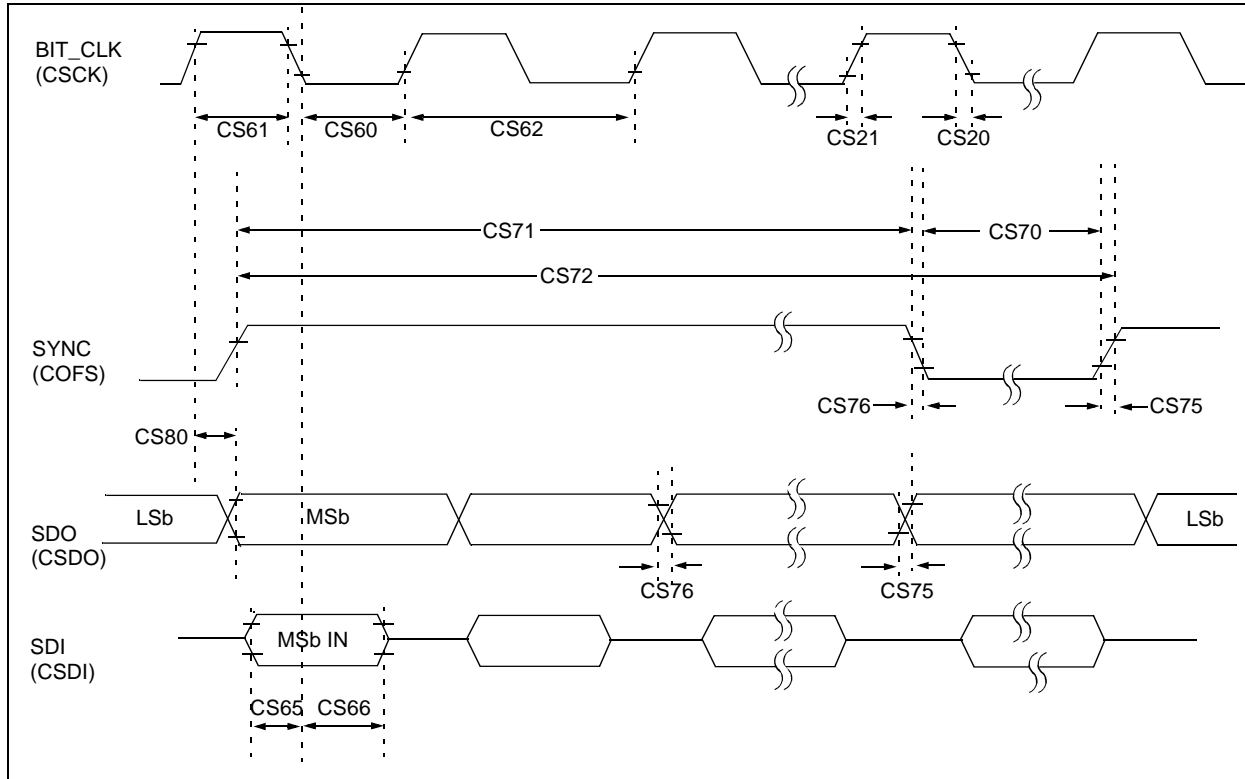 BIT_CLK
(CSCK)
CS61
CS60
CS62
CS21
CS20
CS71
CS70
CS72
SYNC
(COFS)
CS76
CS75
CS80
SDO
(CSDO)
LSb
MSb
LSb
CS76
CS75
SDI
(CSDI)
MSb IN
CS65
CS66